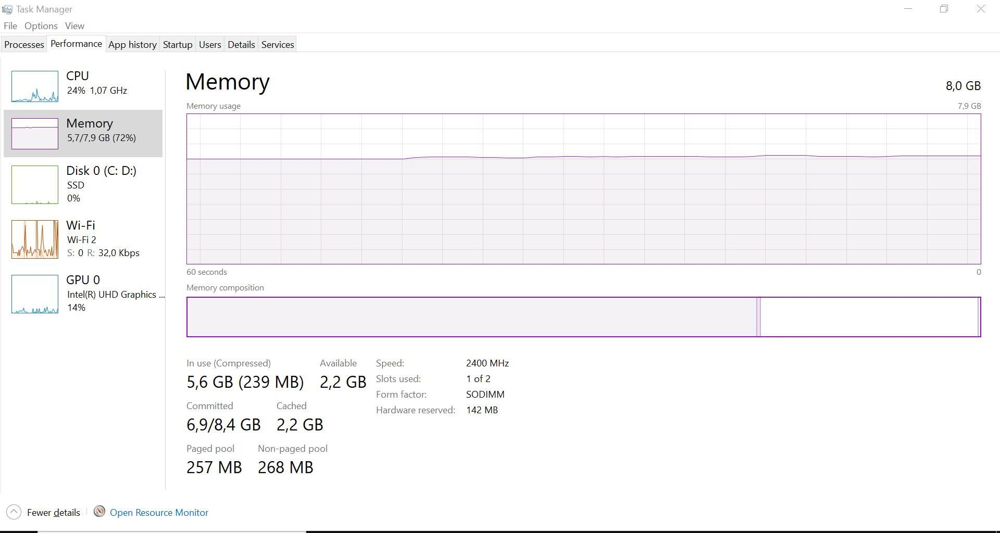 Task Manager
File Options View
Processes Performance App history Startup Users Details Services
CPU
24% 1,07 GHz
Memory
5,7/7,9 GB (72%)
Disk 0 (C: D:)
SSD
0%
Wi-Fi
Wi-Fi 2
S: 0 R: 32,0 Kbps
GPU 0
Intel(R) UHD Graphics ...
14%
Memory 8,0 GB
Memory usage 7,9 GB
60 seconds 0
Memory composition
In use (Compressed) Available
5,6 GB (239 MB) 2,2 GB
Committed Cached
6,9/8,4 GB 2,2 GB
Paged pool Non-paged pool
257 MB 268 MB
Speed: 2400 MHz
Slots used: 1 of 2
Form factor: SODIMM
Hardware reserved: 142 MB
Fewer details Open Resource Monitor